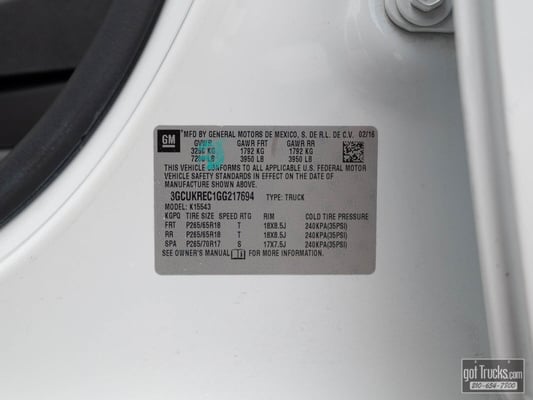 GM MFD BY GENERAL MOTORS DE MEXICO, S. DE R.L. DE C.V. 02/16
GVWR GAWR FRT GAWR RR
KG 1792 KG 1792 KG
LB 3950 LB 3950 LB
THIS VEHICLE CONFORMS TO ALL APPLICABLE U.S. FEDERAL MOTOR
VEHICLE SAFETY STANDARDS IN EFFECT ON THE DATE OF
MANUFACTURE SHOWN ABOVE.
3GCUKREC1GG217694 TYPE: TRUCK
MODEL: K15543
KGPQ TIRE SIZE SPEED RTG RIM COLD TIRE PRESSURE
FRT P265/65R18 T 18X8.5J 240KPA(35PSI)
RR P265/65R18 T 18X8.5J 240KPA(35PSI)
SPA P265/70R17 S 17X7.5J 240KPA(35PSI)
SEE OWNER'S MANUAL FOR MORE INFORMATION.
gotTrucks.com
210-634-7700